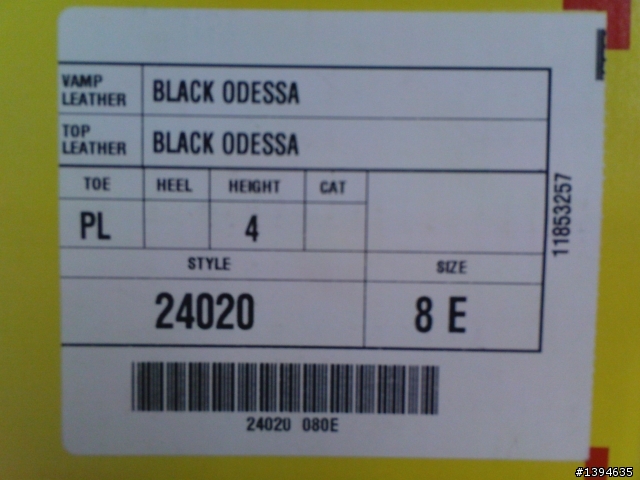 VAMP LEATHER BLACK ODESSA
TOP LEATHER BLACK ODESSA
TOE HEEL HEIGHT CAT
PL 4
STYLE SIZE
24020 8 E
24020 080E
11853257
#1394635